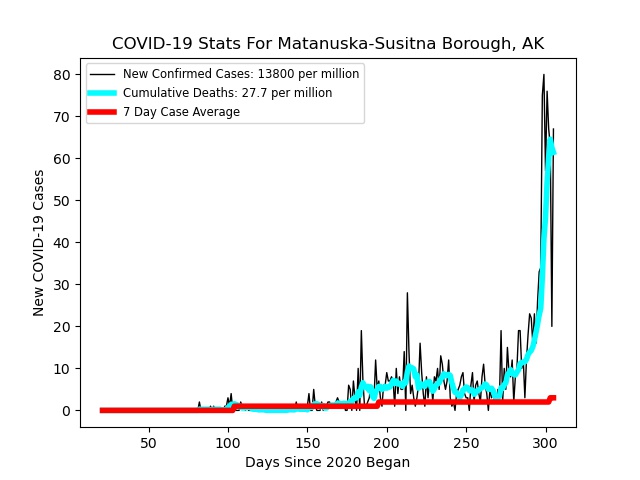 COVID-19 Stats For Matanuska-Susitna Borough, AK
New Confirmed Cases: 13800 per million
Cumulative Deaths: 27.7 per million
7 Day Case Average
80
70
60
50
40
30
20
10
0
New COVID-19 Cases
50 100 150 200 250 300
Days Since 2020 Began